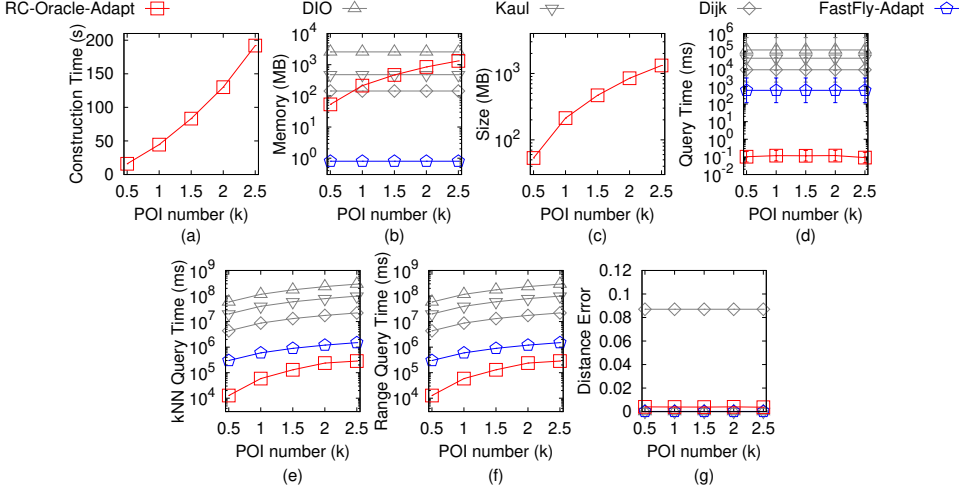 RC-Oracle-Adapt DIO Kaul Dijk FastFly-Adapt
Construction Time (s)
200
150
100
50
0
0.5 1 1.5 2 2.5
POI number (k)
(a)
Memory (MB)
10^4
10^3
10^2
10^1
10^0
0.5 1 1.5 2 2.5
POI number (k)
(b)
Size (MB)
10^3
10^2
0.5 1 1.5 2 2.5
POI number (k)
(c)
Query Time (ms)
10^6
10^5
10^4
10^3
10^2
10^1
10^0
10^-1
10^-2
0.5 1 1.5 2 2.5
POI number (k)
(d)
kNN Query Time (ms)
10^9
10^8
10^7
10^6
10^5
10^4
0.5 1 1.5 2 2.5
POI number (k)
(e)
Range Query Time (ms)
10^9
10^8
10^7
10^6
10^5
10^4
0.5 1 1.5 2 2.5
POI number (k)
(f)
Distance Error
0.12
0.1
0.08
0.06
0.04
0.02
0
0.5 1 1.5 2 2.5
POI number (k)
(g)